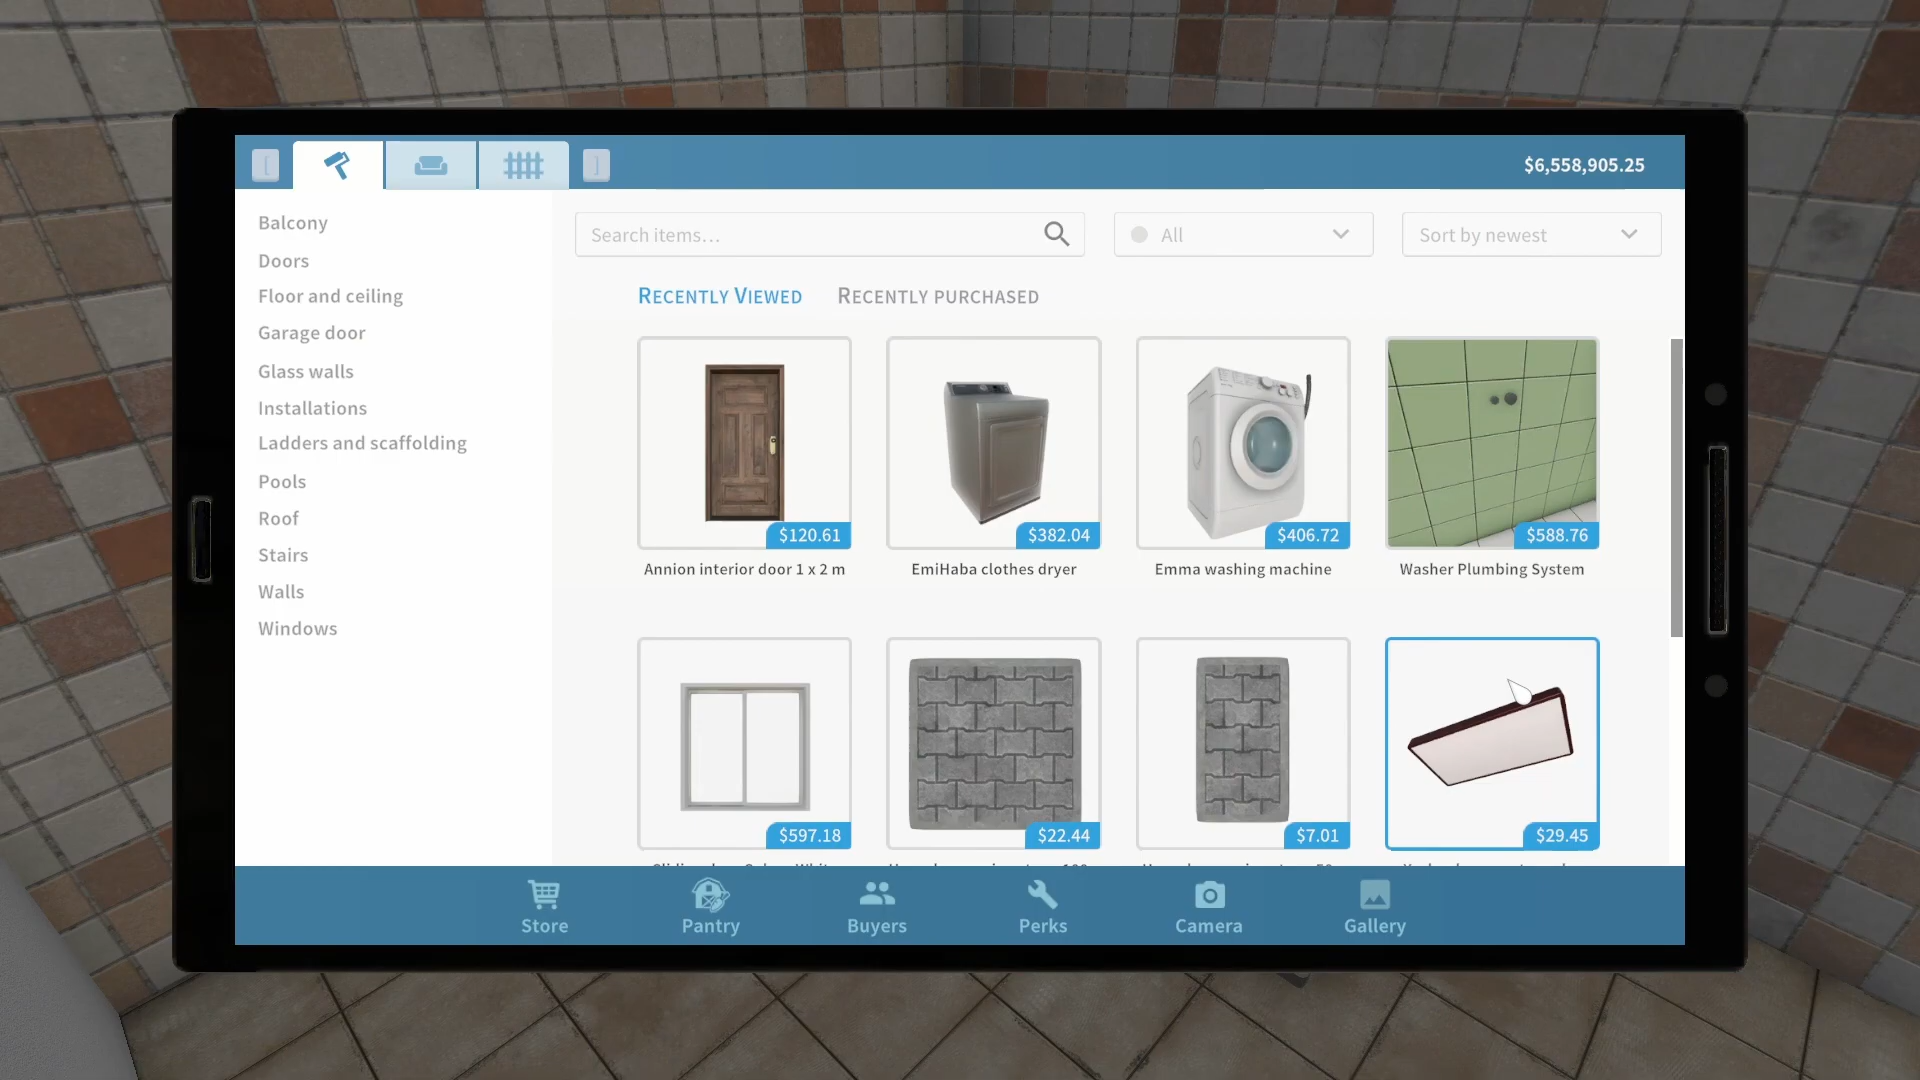 $6,558,905.25
Balcony
Doors
Floor and ceiling
Garage door
Glass walls
Installations
Ladders and scaffolding
Pools
Roof
Stairs
Walls
Windows
Search items...
All
Sort by newest
RECENTLY VIEWED
RECENTLY PURCHASED
$120.61
$382.04
$406.72
$588.76
Annion interior door 1 x 2 m
EmiHaba clothes dryer
Emma washing machine
Washer Plumbing System
$597.18
$22.44
$7.01
$29.45
Store
Pantry
Buyers
Perks
Camera
Gallery